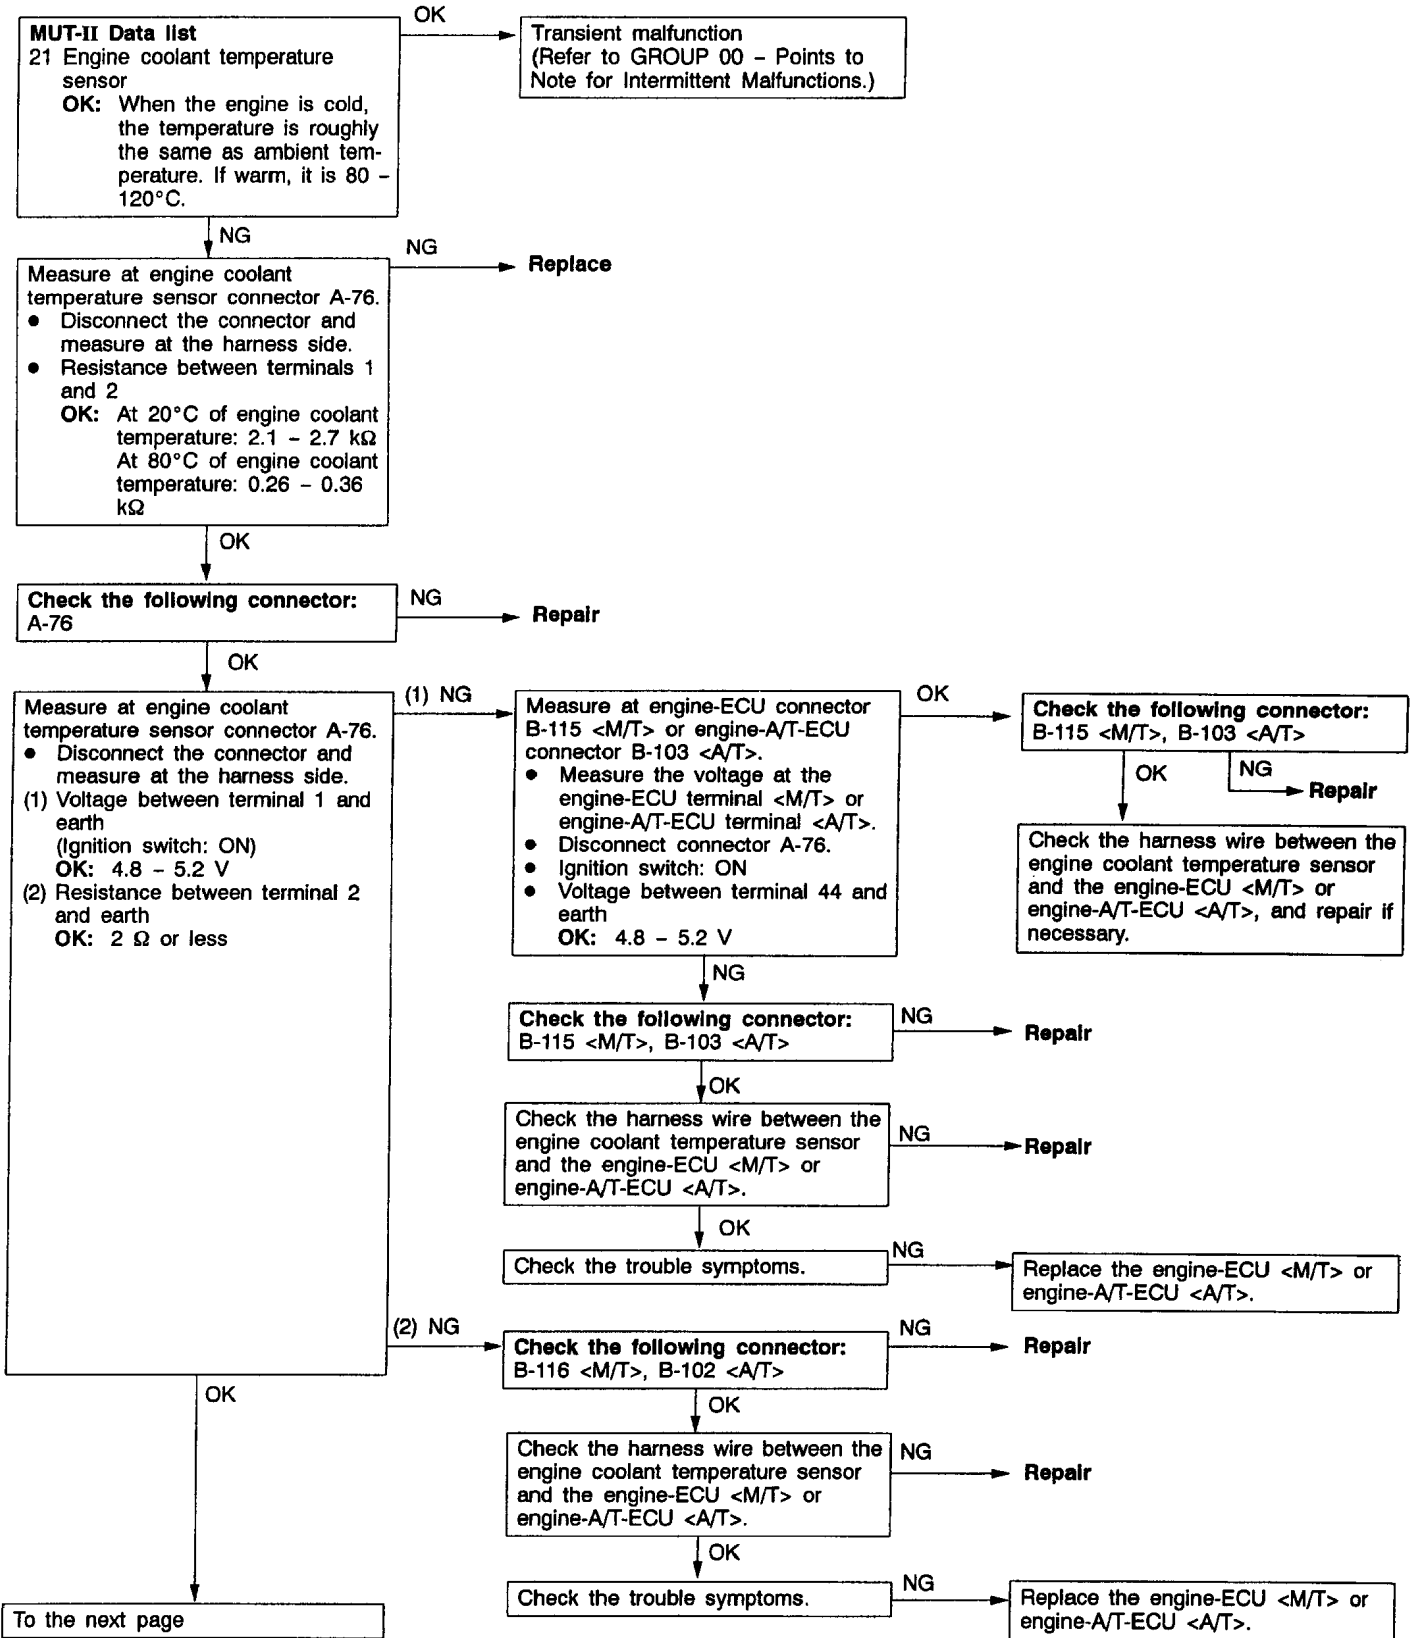 MUT-II Data list
21 Engine coolant temperature
sensor
OK: When the engine is cold,
the temperature is roughly
the same as ambient tem-
perature. If warm, it is 80 –
120°C.
OK
Transient malfunction
(Refer to GROUP 00 – Points to
Note for Intermittent Malfunctions.)
NG
Measure at engine coolant
temperature sensor connector A-76.
● Disconnect the connector and
measure at the harness side.
● Resistance between terminals 1
and 2
OK: At 20°C of engine coolant
temperature: 2.1 – 2.7 kΩ
At 80°C of engine coolant
temperature: 0.26 – 0.36
kΩ
NG
Replace
OK
Check the following connector:
A-76
NG
Repair
OK
Measure at engine coolant
temperature sensor connector A-76.
● Disconnect the connector and
measure at the harness side.
(1) Voltage between terminal 1 and
earth
(Ignition switch: ON)
OK: 4.8 – 5.2 V
(2) Resistance between terminal 2
and earth
OK: 2 Ω or less
(1) NG
Measure at engine-ECU connector
B-115 <M/T> or engine-A/T-ECU
connector B-103 <A/T>.
● Measure the voltage at the
engine-ECU terminal <M/T> or
engine-A/T-ECU terminal <A/T>.
● Disconnect connector A-76.
● Ignition switch: ON
● Voltage between terminal 44 and
earth
OK: 4.8 – 5.2 V
OK
Check the following connector:
B-115 <M/T>, B-103 <A/T>
OK
NG
Repair
Check the harness wire between the
engine coolant temperature sensor
and the engine-ECU <M/T> or
engine-A/T-ECU <A/T>, and repair if
necessary.
NG
Check the following connector:
B-115 <M/T>, B-103 <A/T>
NG
Repair
OK
Check the harness wire between the
engine coolant temperature sensor
and the engine-ECU <M/T> or
engine-A/T-ECU <A/T>.
NG
Repair
OK
Check the trouble symptoms.
NG
Replace the engine-ECU <M/T> or
engine-A/T-ECU <A/T>.
(2) NG
Check the following connector:
B-116 <M/T>, B-102 <A/T>
NG
Repair
OK
Check the harness wire between the
engine coolant temperature sensor
and the engine-ECU <M/T> or
engine-A/T-ECU <A/T>.
NG
Repair
OK
Check the trouble symptoms.
NG
Replace the engine-ECU <M/T> or
engine-A/T-ECU <A/T>.
OK
To the next page